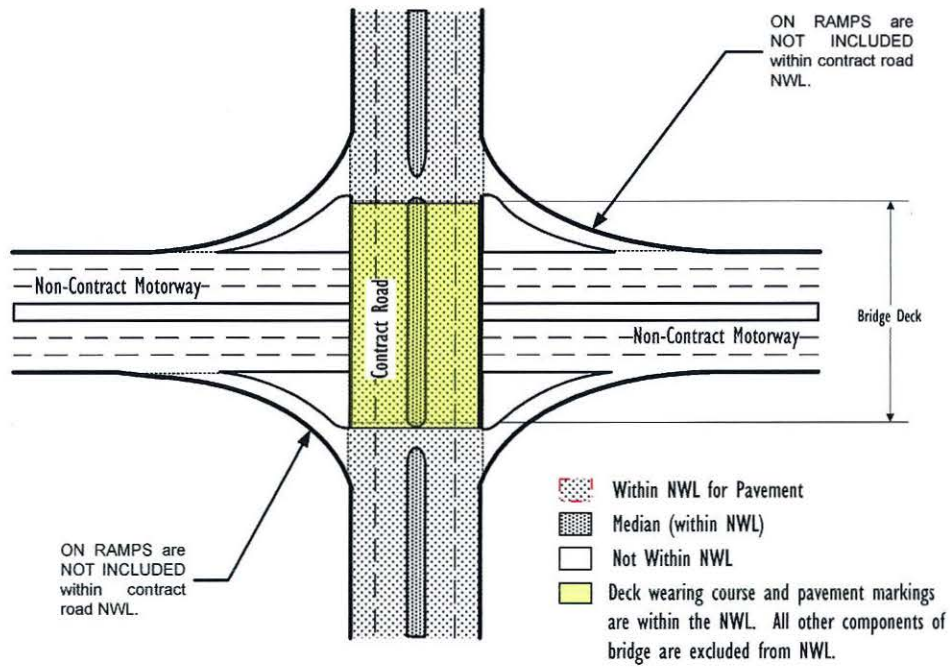 ON RAMPS are
NOT INCLUDED
within contract road
NWL.
Non-Contract Motorway
Contract Road
Bridge Deck
Non-Contract Motorway
Within NWL for Pavement
Median (within NWL)
Not Within NWL
Deck wearing course and pavement markings
are within the NWL. All other components of
bridge are excluded from NWL.
ON RAMPS are
NOT INCLUDED
within contract
road NWL.